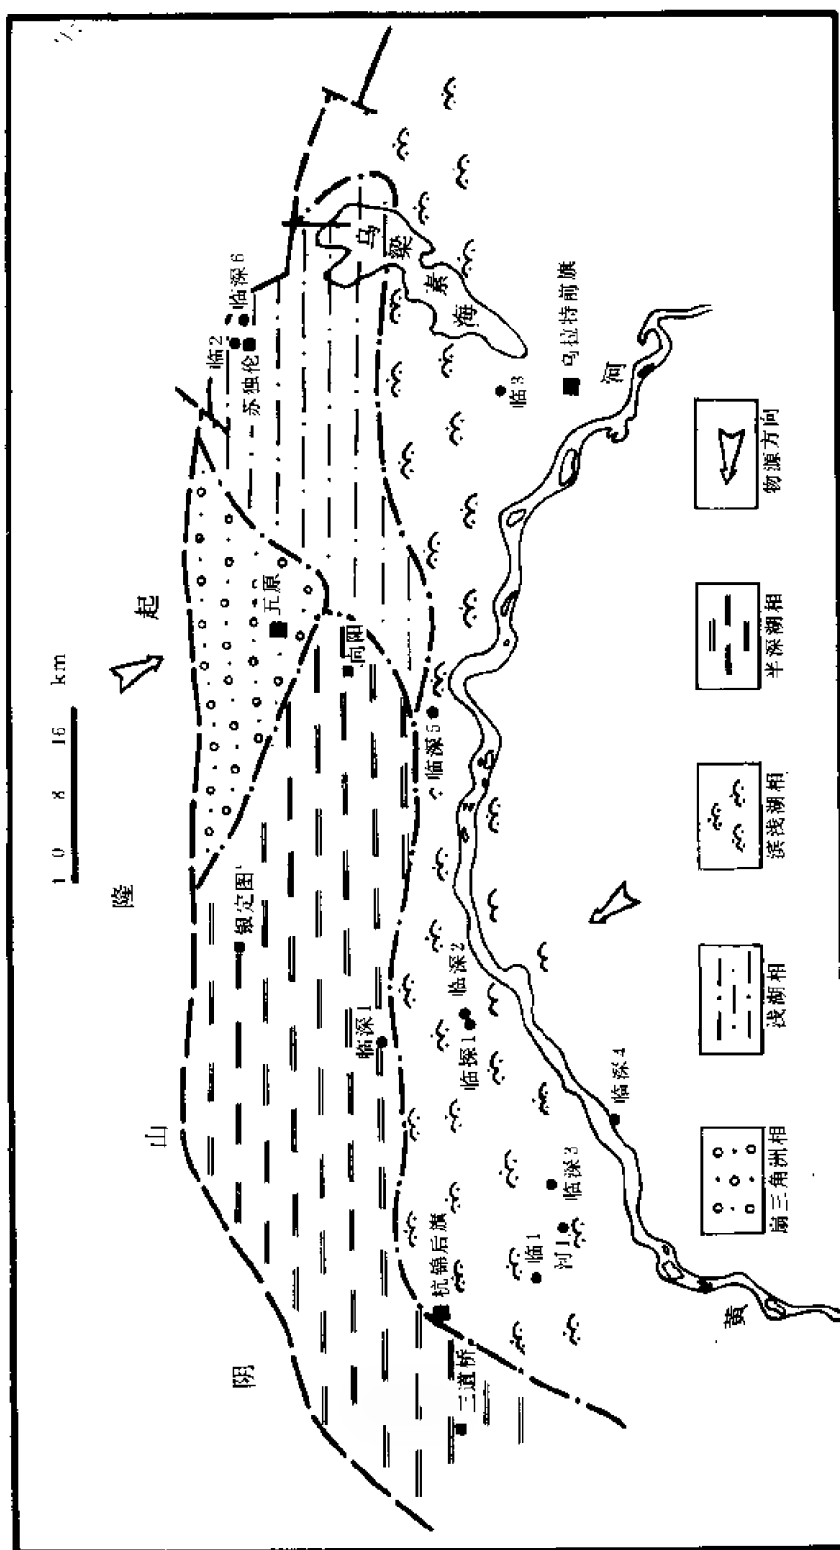 阴
山
隆
起
1 0 8 16 km
临2
临深6
苏独伦
乌梁素海
五原
向阳
银定图
临深5
临3
乌拉特前旗
河
临深1
临深2
临探1
临深4
临深3
河1
临1
杭锦后旗
三道桥
黄
扇三角洲相
浅湖相
滨浅湖相
半深湖相
物源方向